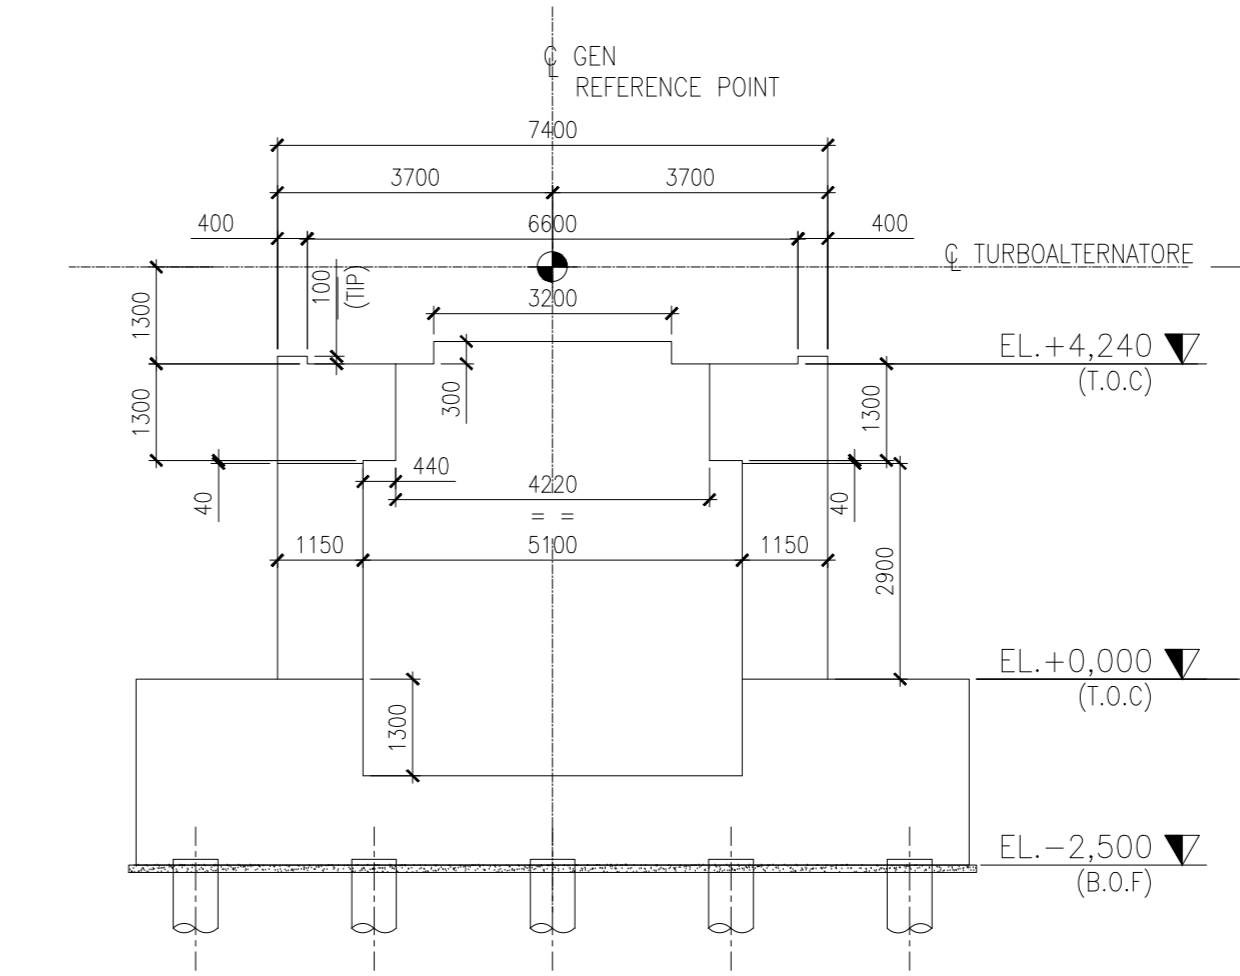 ℄ GEN
REFERENCE POINT
7400
3700 3700
400 6600 400
℄ TURBOALTERNATORE
100
(TIP)
3200
1300
EL.+4,240
(T.O.C)
300
1300
1300
440
4220
40
40
= =
1150 5100 1150
2900
EL.+0,000
(T.O.C)
1300
EL.-2,500
(B.O.F)